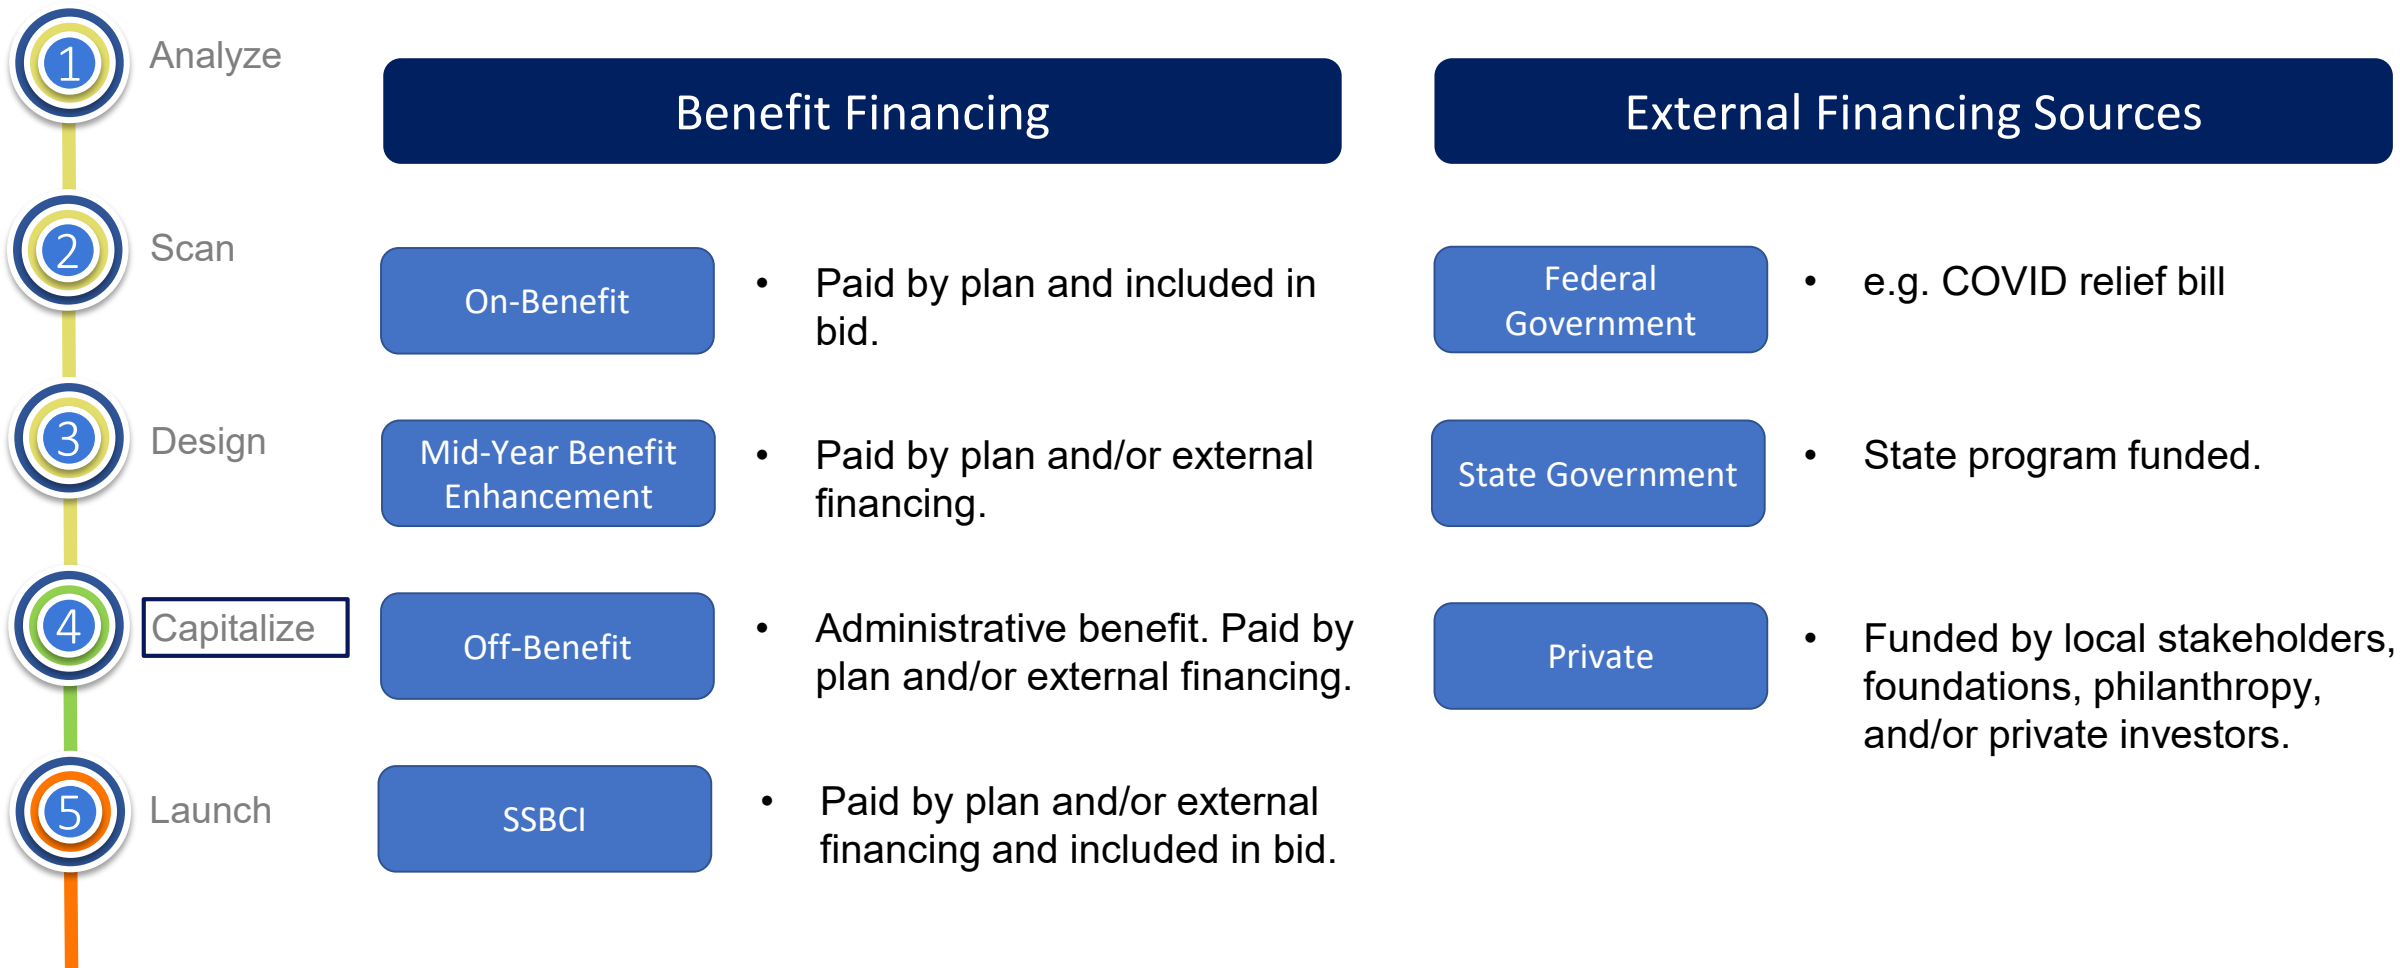 1
Analyze
2
Scan
3
Design
4
Capitalize
5
Launch
Benefit Financing
On-Benefit
• Paid by plan and included in
bid.
Mid-Year Benefit
Enhancement
• Paid by plan and/or external
financing.
Off-Benefit
• Administrative benefit. Paid by
plan and/or external financing.
SSBCI
• Paid by plan and/or external
financing and included in bid.
External Financing Sources
Federal
Government
• e.g. COVID relief bill
State Government
• State program funded.
Private
• Funded by local stakeholders,
foundations, philanthropy,
and/or private investors.